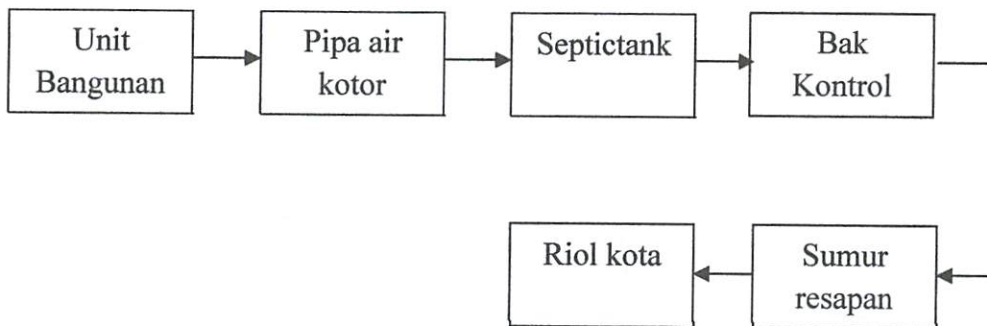 Unit
Bangunan
Pipa air
kotor
Septictank
Bak
Kontrol
Riol kota
Sumur
resapan